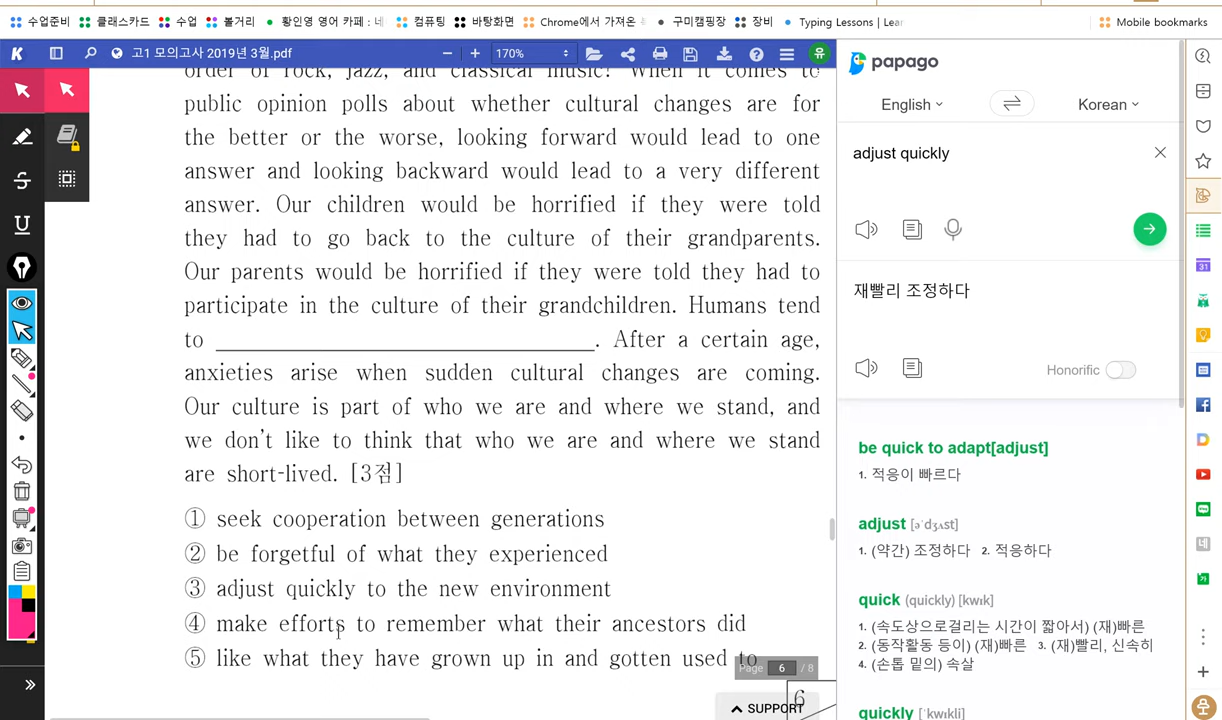 수업준비 클래스카드 수업 볼거리 황인영 영어 카페 : 네 컴퓨팅 바탕화면 Chrome에서 가져온 구미캠핑장 장비 Typing Lessons | Lear Mobile bookmarks
고1 모의고사 2019년 3월.pdf
170%
order of rock, jazz, and classical music? When it comes to
public opinion polls about whether cultural changes are for
the better or the worse, looking forward would lead to one
answer and looking backward would lead to a very different
answer. Our children would be horrified if they were told
they had to go back to the culture of their grandparents.
Our parents would be horrified if they were told they had to
participate in the culture of their grandchildren. Humans tend
to ______________________________. After a certain age,
anxieties arise when sudden cultural changes are coming.
Our culture is part of who we are and where we stand, and
we don't like to think that who we are and where we stand
are short-lived. [3점]
① seek cooperation between generations
② be forgetful of what they experienced
③ adjust quickly to the new environment
④ make efforts to remember what their ancestors did
⑤ like what they have grown up in and gotten used to
Page 6 / 8
6
SUPPORT
papago
English Korean
adjust quickly
재빨리 조정하다
Honorific
be quick to adapt[adjust]
1. 적응이 빠르다
adjust [əˈdʒʌst]
1. (약간) 조정하다 2. 적응하다
quick (quickly) [kwɪk]
1. (속도상으로걸리는 시간이 짧아서) (재)빠른
2. (동작활동 등이) (재)빠른 3. (재)빨리, 신속히
4. (손톱 밑의) 속살
quickly [ˈkwɪkli]
31